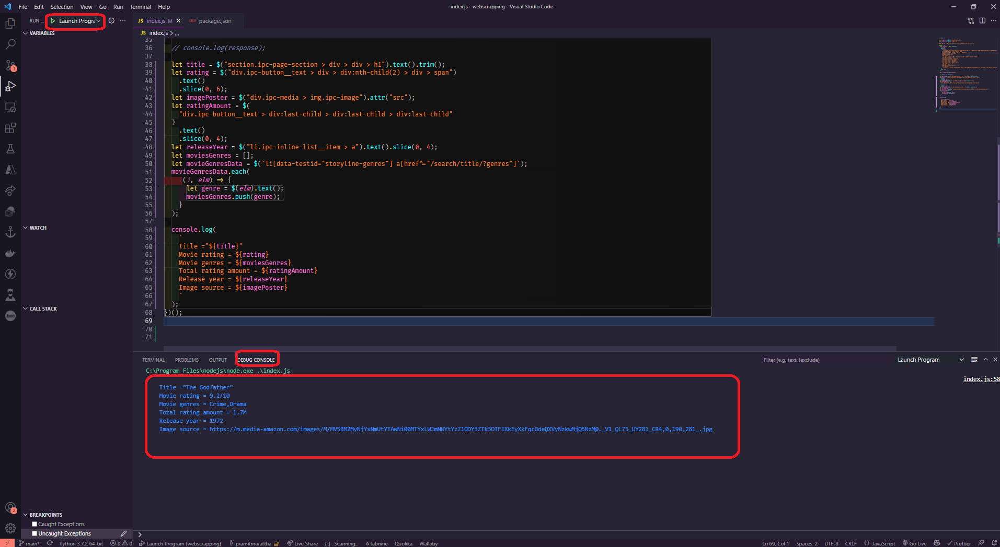 File Edit Selection View Go Run Terminal Help
index.js - webscrapping - Visual Studio Code
RUN ... Launch Progra
JS index.js M
package.json
VARIABLES
JS index.js > ...
35
36 // console.log(response);
37
38 let title = $("section.ipc-page-section > div > div > h1").text().trim();
39 let rating = $("div.ipc-button__text > div > div:nth-child(2) > div > span")
40 .text()
41 .slice(0, 6);
42 let imagePoster = $("div.ipc-media > img.ipc-image").attr("src");
43 let ratingAmount = $(
44 "div.ipc-button__text > div:last-child > div:last-child > div:last-child"
45 )
46 .text()
47 .slice(0, 4);
48 let releaseYear = $("li.ipc-inline-list__item > a").text().slice(0, 4);
49 let moviesGenres = [];
50 let movieGenresData = $('li[data-testid="storyline-genres"] a[href^="/search/title/?genres"]');
51 movieGenresData.each(
52 (i, elm) => {
53 let genre = $(elm).text();
54 moviesGenres.push(genre);
55 }
56 );
57
58 console.log(
59 `
60 Title ="${title}"
61 Movie rating = ${rating}
62 Movie genres = ${moviesGenres}
63 Total rating amount = ${ratingAmount}
64 Release year = ${releaseYear}
65 Image source = ${imagePoster}
66 `
67 );
68 })();
69
70
71
WATCH
CALL STACK
BREAKPOINTS
Caught Exceptions
Uncaught Exceptions
1
Json
2
TERMINAL PROBLEMS OUTPUT DEBUG CONSOLE
Filter (e.g. text, !exclude)
Launch Program
C:\Program Files\nodejs\node.exe .\index.js
index.js:58
Title ="The Godfather"
Movie rating = 9.2/10
Movie genres = Crime,Drama
Total rating amount = 1.7M
Release year = 1972
Image source = https://m.media-amazon.com/images/M/MV5BM2MyNjYxNmUtYTAwNi00MTYxLWJmNWYtYzZlODY3ZTk3OTFlXkEyXkFqcGdeQXVyNzkwMjQ5NzM@._V1_QL75_UY281_CR4,0,190,281_.jpg
main* Python 3.7.2 64-bit 0 0 Launch Program (webscrapping) pramitmarattha Live Share {..} : Scanning.. tabnine Quokka Wallaby
Ln 69, Col 1 Spaces: 2 UTF-8 CRLF {} JavaScript Go Live Prettier